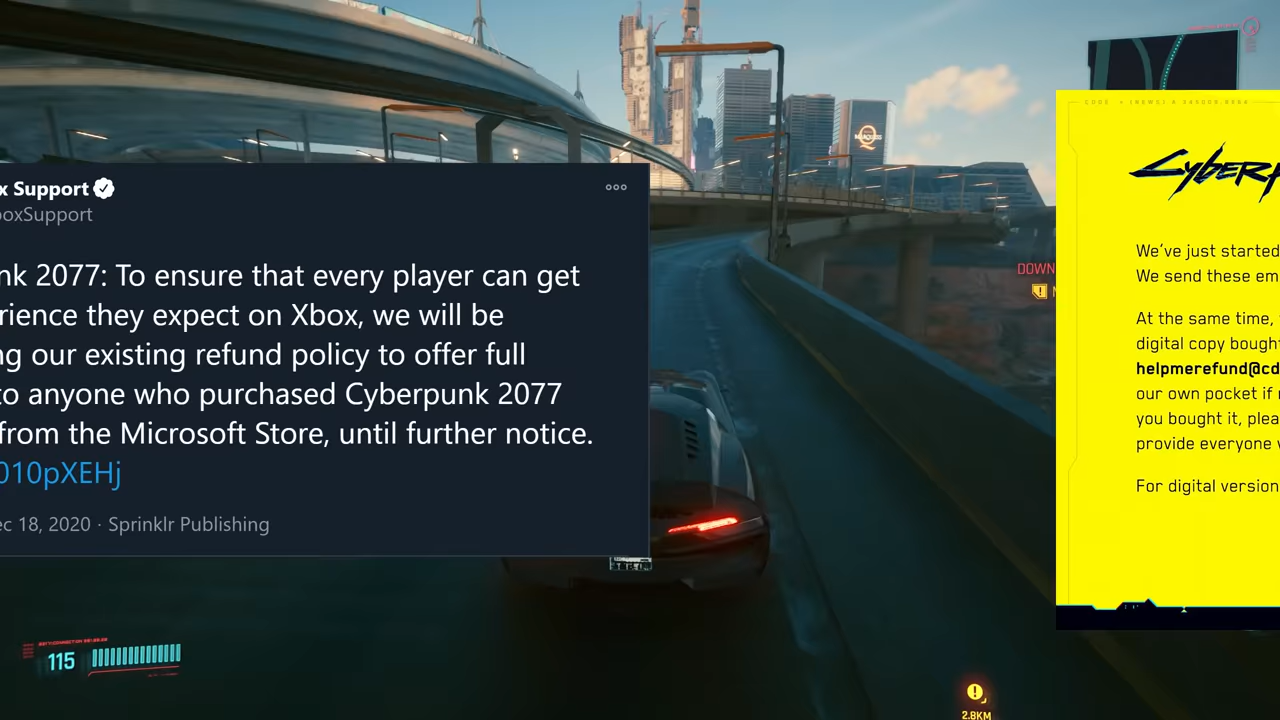 x Support
oxSupport
nk 2077: To ensure that every player can get
rience they expect on Xbox, we will be
ng our existing refund policy to offer full
to anyone who purchased Cyberpunk 2077
from the Microsoft Store, until further notice.
010pXEHj
ec 18, 2020 · Sprinklr Publishing
115
DOWN
CYBERP
We've just started
We send these em
At the same time,
digital copy bought
helpmerefund@cd
our own pocket if
you bought it, plea
provide everyone
For digital version
2.8KM